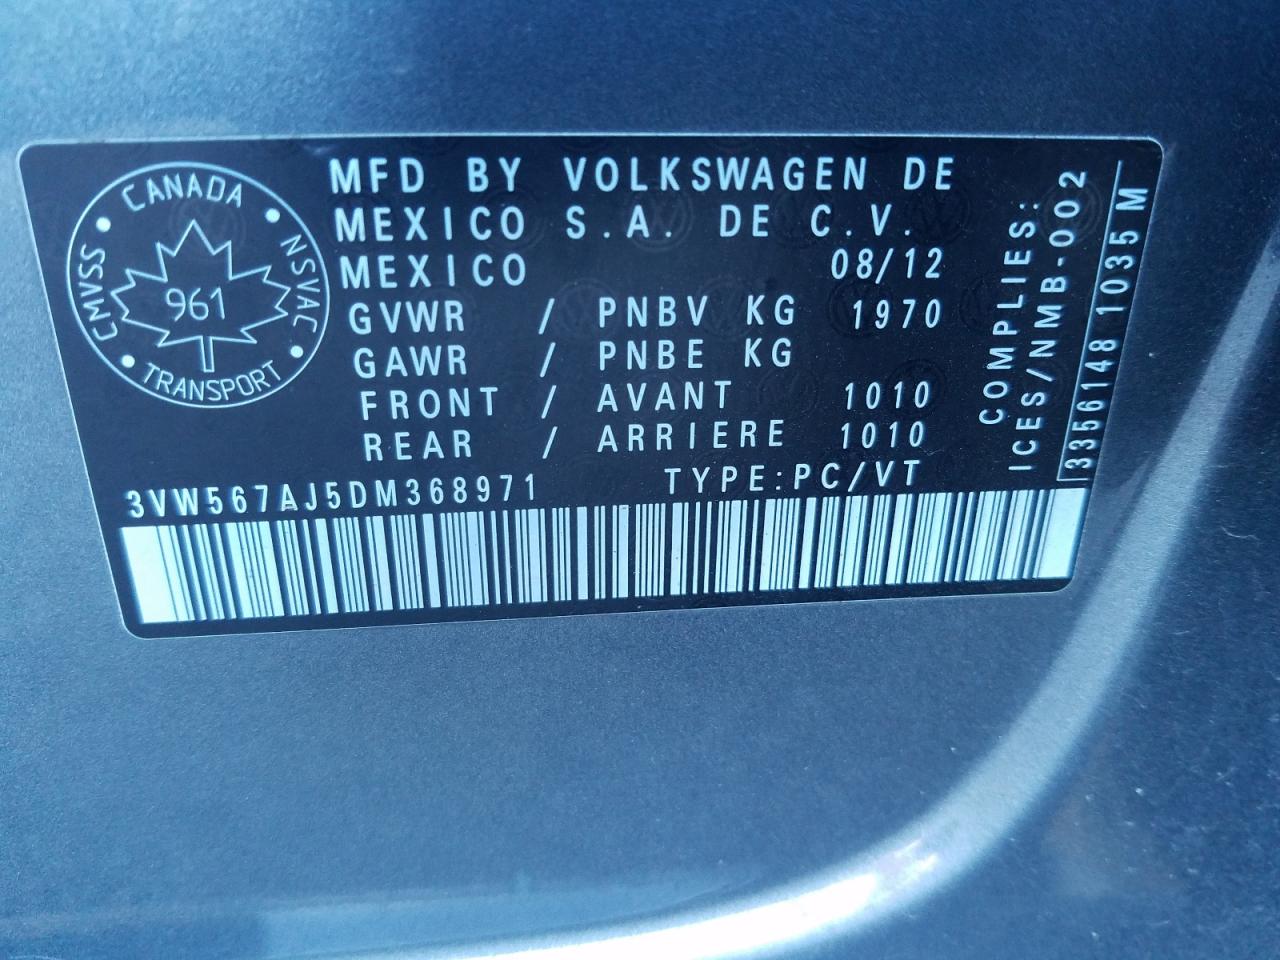 CANADA
CMVSS
NSVAC
961
TRANSPORT
MFD BY VOLKSWAGEN DE
MEXICO S.A. DE C.V.
MEXICO 08/12
GVWR / PNBV KG 1970
GAWR / PNBE KG
FRONT / AVANT 1010
REAR / ARRIERE 1010
3VW567AJ5DM368971 TYPE:PC/VT
COMPLIES:
ICES/NMB-002
3356148 1035 M